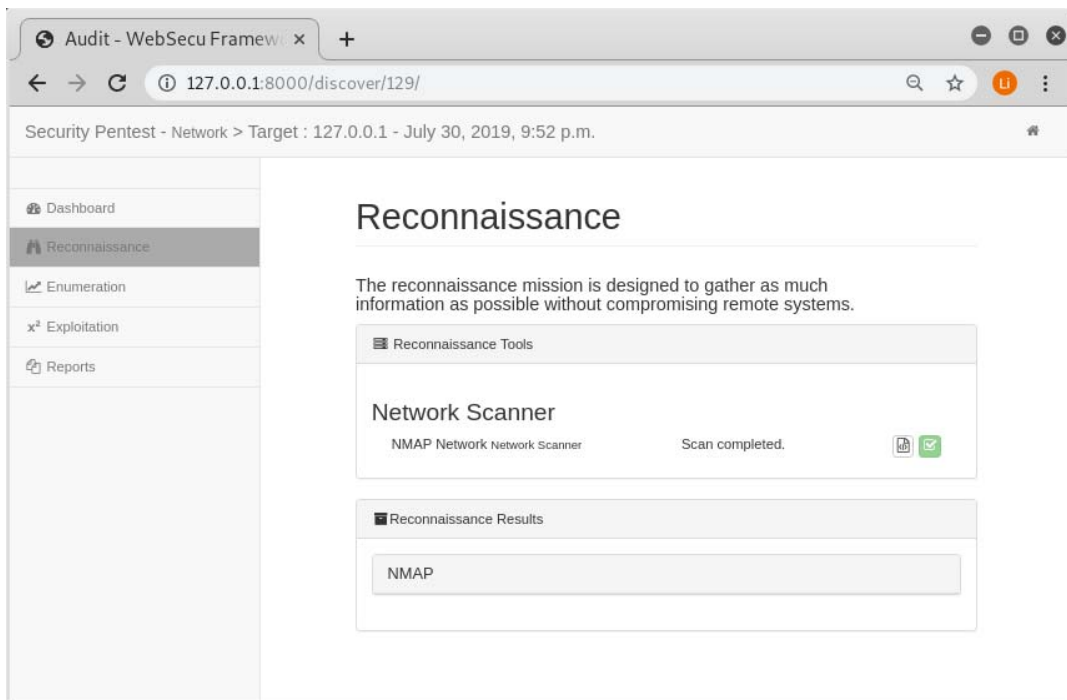 Audit - WebSecu Framew
127.0.0.1:8000/discover/129/
Li
Security Pentest - Network > Target : 127.0.0.1 - July 30, 2019, 9:52 p.m.
Dashboard
Reconnaissance
Enumeration
x² Exploitation
Reports
Reconnaissance
The reconnaissance mission is designed to gather as much
information as possible without compromising remote systems.
Reconnaissance Tools
Network Scanner
NMAP Network Network Scanner Scan completed.
Reconnaissance Results
NMAP